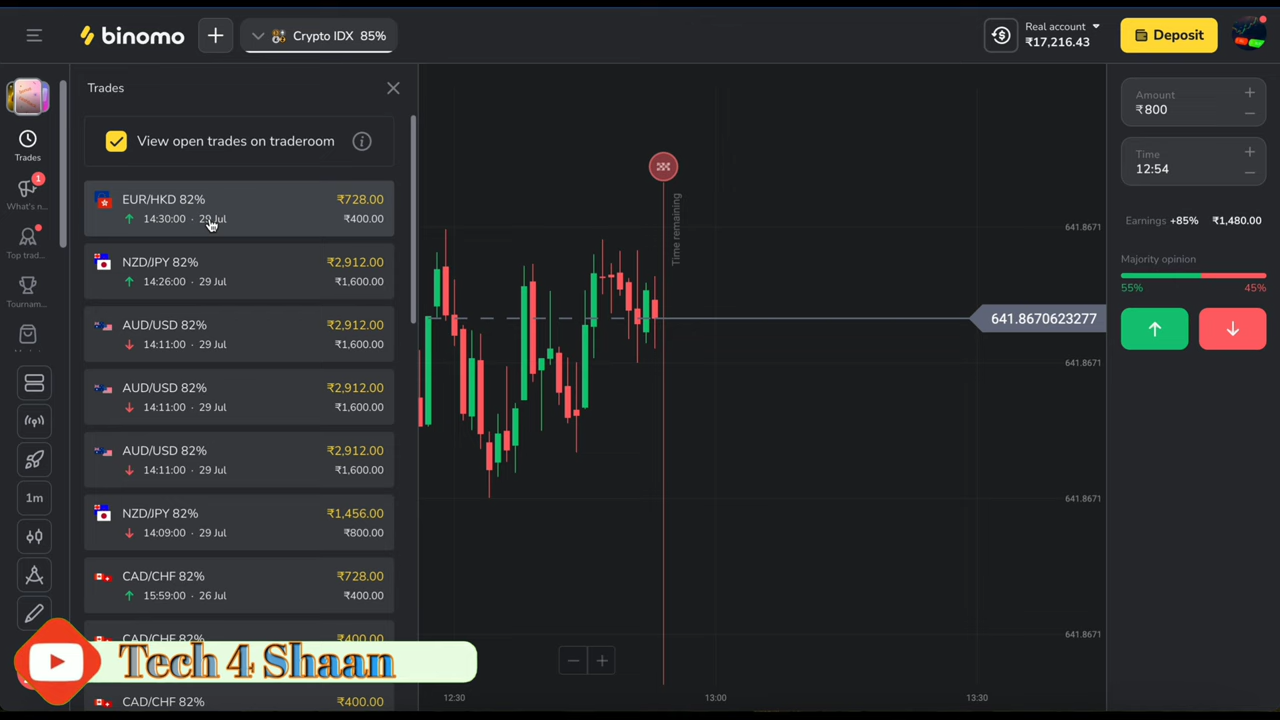 binomo
Crypto IDX 85%
Real account
₹17,216.43
Deposit
Trades
View open trades on traderoom
EUR/HKD 82% ₹728.00
14:30:00 · 29 Jul ₹400.00
NZD/JPY 82% ₹2,912.00
14:26:00 · 29 Jul ₹1,600.00
AUD/USD 82% ₹2,912.00
14:11:00 · 29 Jul ₹1,600.00
AUD/USD 82% ₹2,912.00
14:11:00 · 29 Jul ₹1,600.00
AUD/USD 82% ₹2,912.00
14:11:00 · 29 Jul ₹1,600.00
NZD/JPY 82% ₹1,456.00
14:09:00 · 29 Jul ₹800.00
CAD/CHF 82% ₹728.00
15:59:00 · 26 Jul ₹400.00
CAD/CHF 82% ₹400.00
CAD/CHF 82% ₹400.00
Trades
1
What's n...
Top trad...
Tournam...
1m
Tech 4 Shaan
Time remaining
641.8671
641.8670623277
641.8671
641.8671
641.8671
12:30
13:00
13:30
Amount
₹800
Time
12:54
Earnings +85% ₹1,480.00
Majority opinion
55% 45%